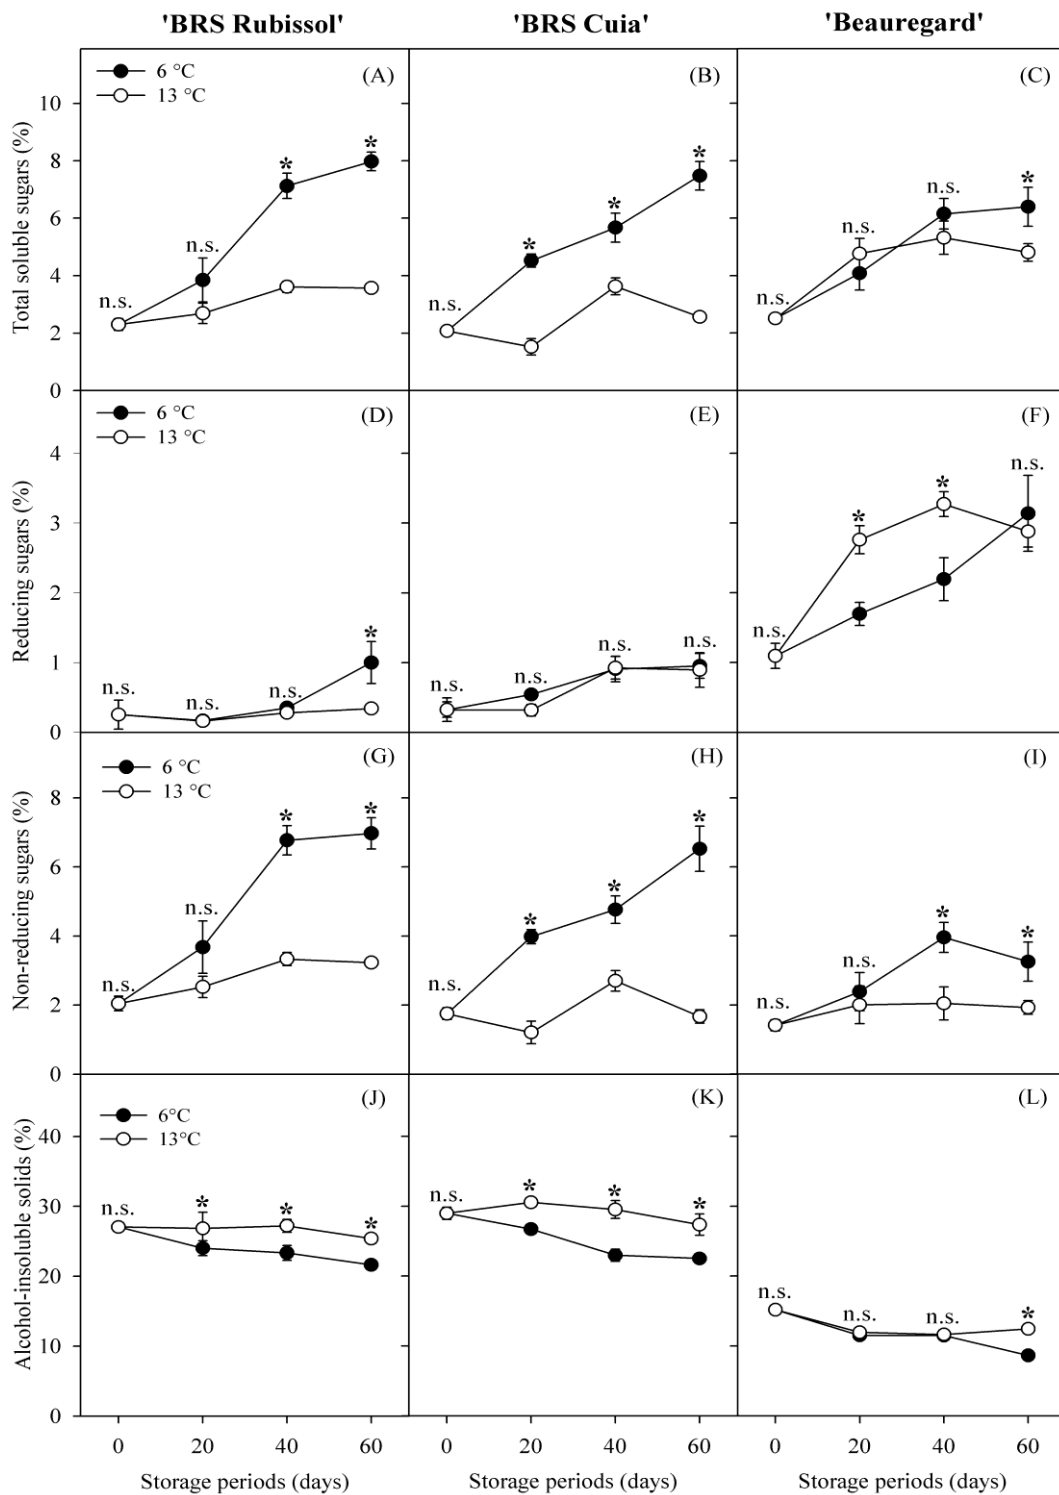 'BRS Rubissol' 'BRS Cuia' 'Beauregard'
6 °C (A) (B) (C)
13 °C
Total soluble sugars (%)
10
8
6
4
2
0
n.s. n.s. * *
n.s. * * *
n.s. n.s. n.s. *
6 °C (D) (E) (F)
13 °C
Reducing sugars (%)
4
3
2
1
0
n.s. n.s. n.s. *
n.s. n.s. n.s. n.s.
n.s. * * n.s.
6 °C (G) (H) (I)
13 °C
Non-reducing sugars (%)
8
6
4
2
0
n.s. n.s. * *
n.s. * * *
n.s. n.s. * *
6°C (J) (K) (L)
13°C
Alcohol-insoluble solids (%)
40
30
20
10
0
n.s. * * *
n.s. * * *
n.s. n.s. n.s. *
0 20 40 60 0 20 40 60 0 20 40 60
Storage periods (days) Storage periods (days) Storage periods (days)